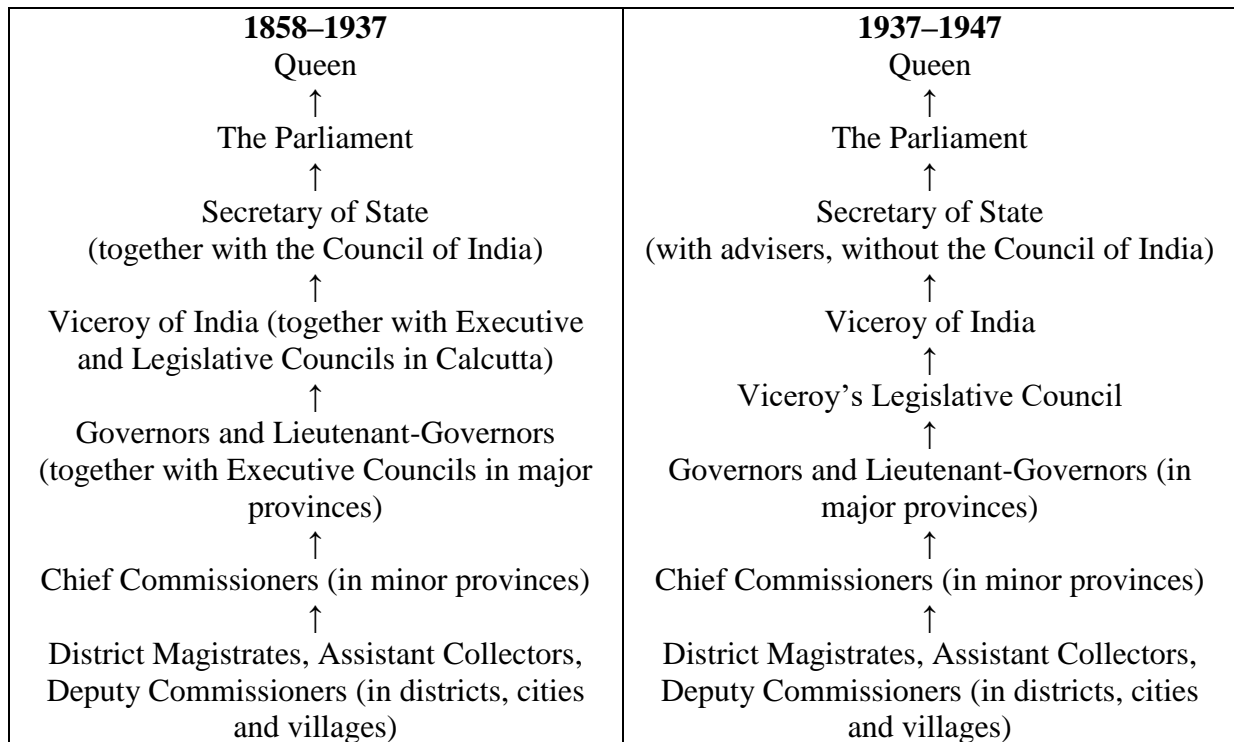 1858–1937
Queen
↑
The Parliament
↑
Secretary of State
(together with the Council of India)
↑
Viceroy of India (together with Executive
and Legislative Councils in Calcutta)
↑
Governors and Lieutenant-Governors
(together with Executive Councils in major
provinces)
↑
Chief Commissioners (in minor provinces)
↑
District Magistrates, Assistant Collectors,
Deputy Commissioners (in districts, cities
and villages)
1937–1947
Queen
↑
The Parliament
↑
Secretary of State
(with advisers, without the Council of India)
↑
Viceroy of India
↑
Viceroy’s Legislative Council
↑
Governors and Lieutenant-Governors (in
major provinces)
↑
Chief Commissioners (in minor provinces)
↑
District Magistrates, Assistant Collectors,
Deputy Commissioners (in districts, cities
and villages)